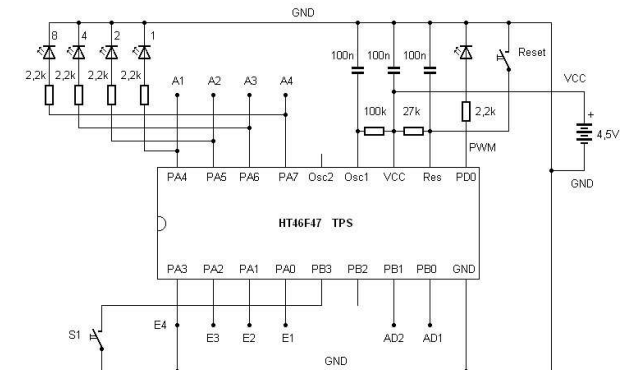 GND
8 4 2 1
2,2k 2,2k 2,2k 2,2k
A1 A2 A3 A4
100n 100n 100n
Reset
VCC
100k 27k 2,2k
+
4,5V
PWM
GND
PA4 PA5 PA6 PA7 Osc2 Osc1 VCC Res PD0
HT46F47 TPS
PA3 PA2 PA1 PA0 PB3 PB2 PB1 PB0 GND
S1
E4 E3 E2 E1 AD2 AD1
GND